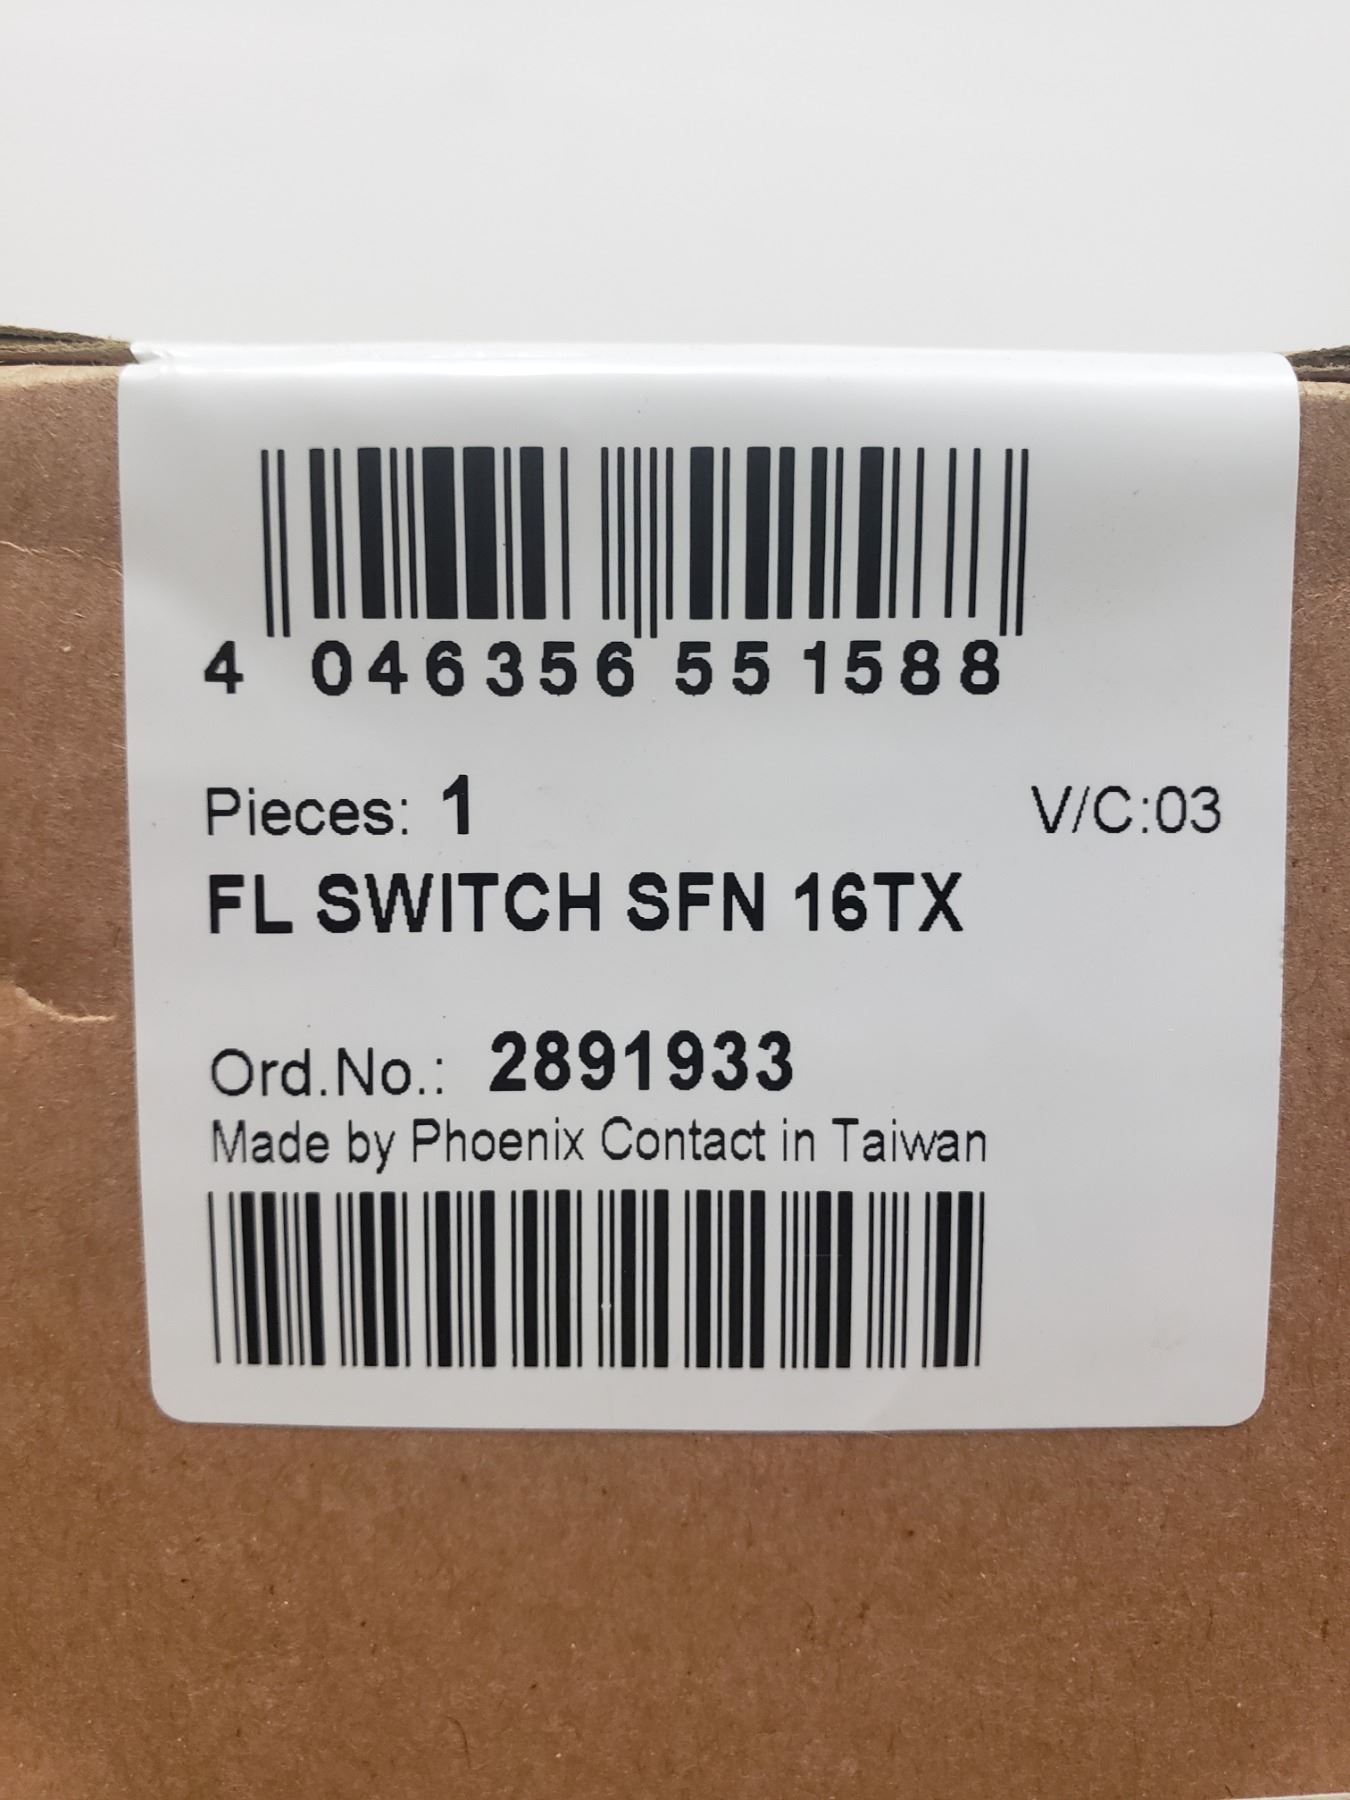 4 046356 551588
Pieces: 1 V/C:03
FL SWITCH SFN 16TX
Ord.No.: 2891933
Made by Phoenix Contact in Taiwan